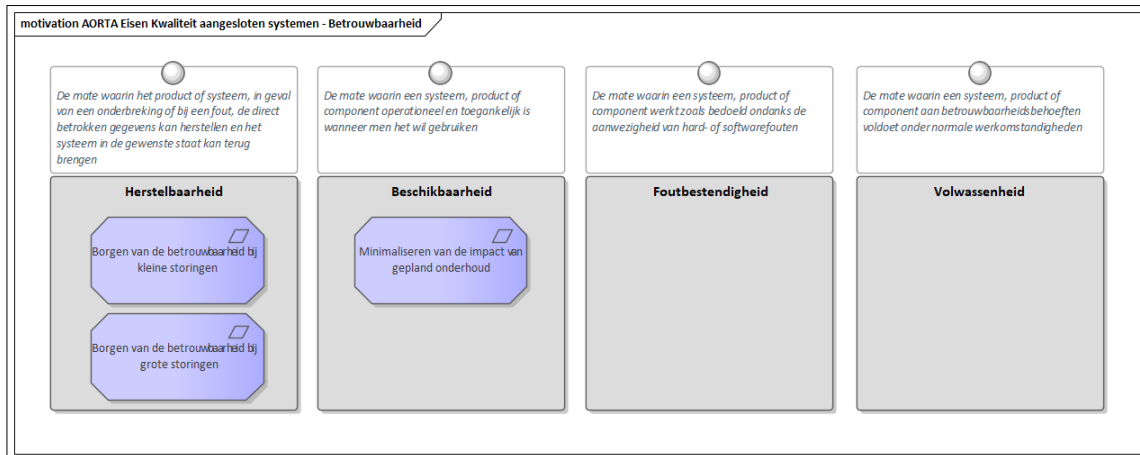 motivation AORTA Eisen Kwaliteit aangesloten systemen - Betrouwbaarheid
De mate waarin het product of systeem, in geval
van een onderbreking of bij een fout, de direct
betrokken gegevens kan herstellen en het
systeem in de gewenste staat kan terug
brengen
Herstelbaarheid
Borgen van de betrouwbaarheid bij
kleine storingen
Borgen van de betrouwbaarheid bij
grote storingen
De mate waarin een systeem, product of
component operationeel en toegankelijk is
wanneer men het wil gebruiken
Beschikbaarheid
Minimaliseren van de impact van
gepland onderhoud
De mate waarin een systeem, product of
component werkt zoals bedoeld ondanks de
aanwezigheid van hard- of softwarefouten
Foutbestendigheid
De mate waarin een systeem, product of
component aan betrouwbaarheidsbehoeften
voldoet onder normale werkomstandigheden
Volwassenheid